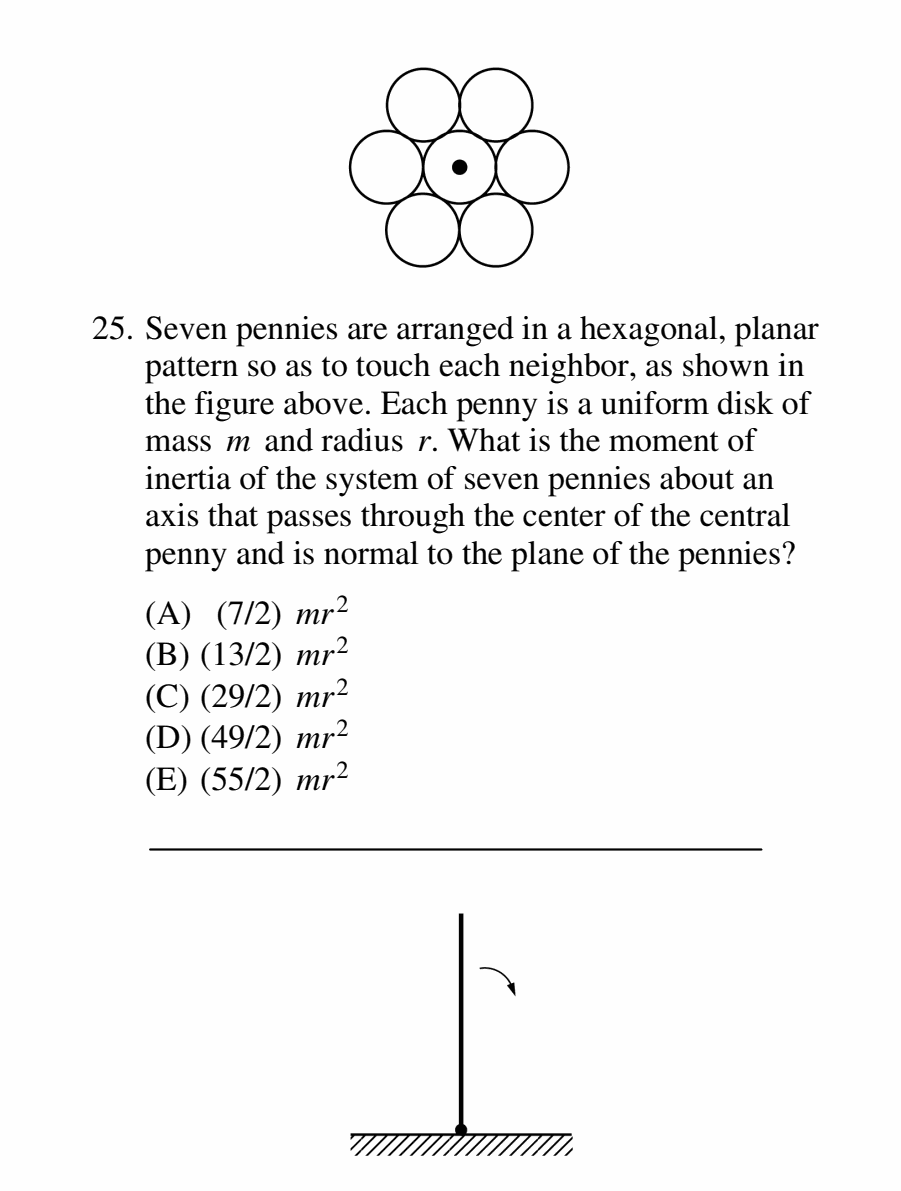 25. Seven pennies are arranged in a hexagonal, planar
pattern so as to touch each neighbor, as shown in
the figure above. Each penny is a uniform disk of
mass m and radius r. What is the moment of
inertia of the system of seven pennies about an
axis that passes through the center of the central
penny and is normal to the plane of the pennies?
(A) (7/2) mr²
(B) (13/2) mr²
(C) (29/2) mr²
(D) (49/2) mr²
(E) (55/2) mr²